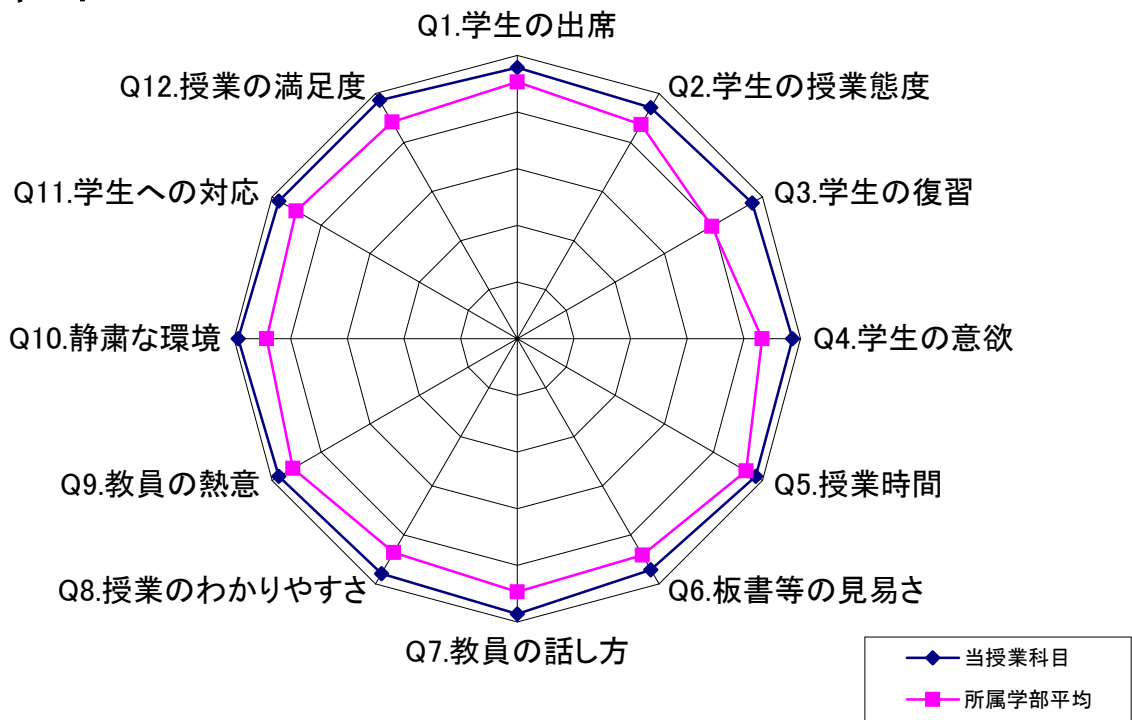 Q1.学生の出席
Q2.学生の授業態度
Q3.学生の復習
Q4.学生の意欲
Q5.授業時間
Q6.板書等の見易さ
Q7.教員の話し方
Q8.授業のわかりやすさ
Q9.教員の熱意
Q10.静粛な環境
Q11.学生への対応
Q12.授業の満足度
当授業科目
所属学部平均